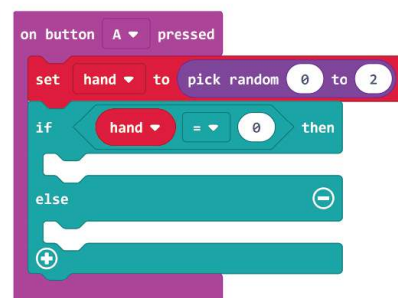 on button A pressed
set hand to pick random 0 to 2
if hand = 0 then
else